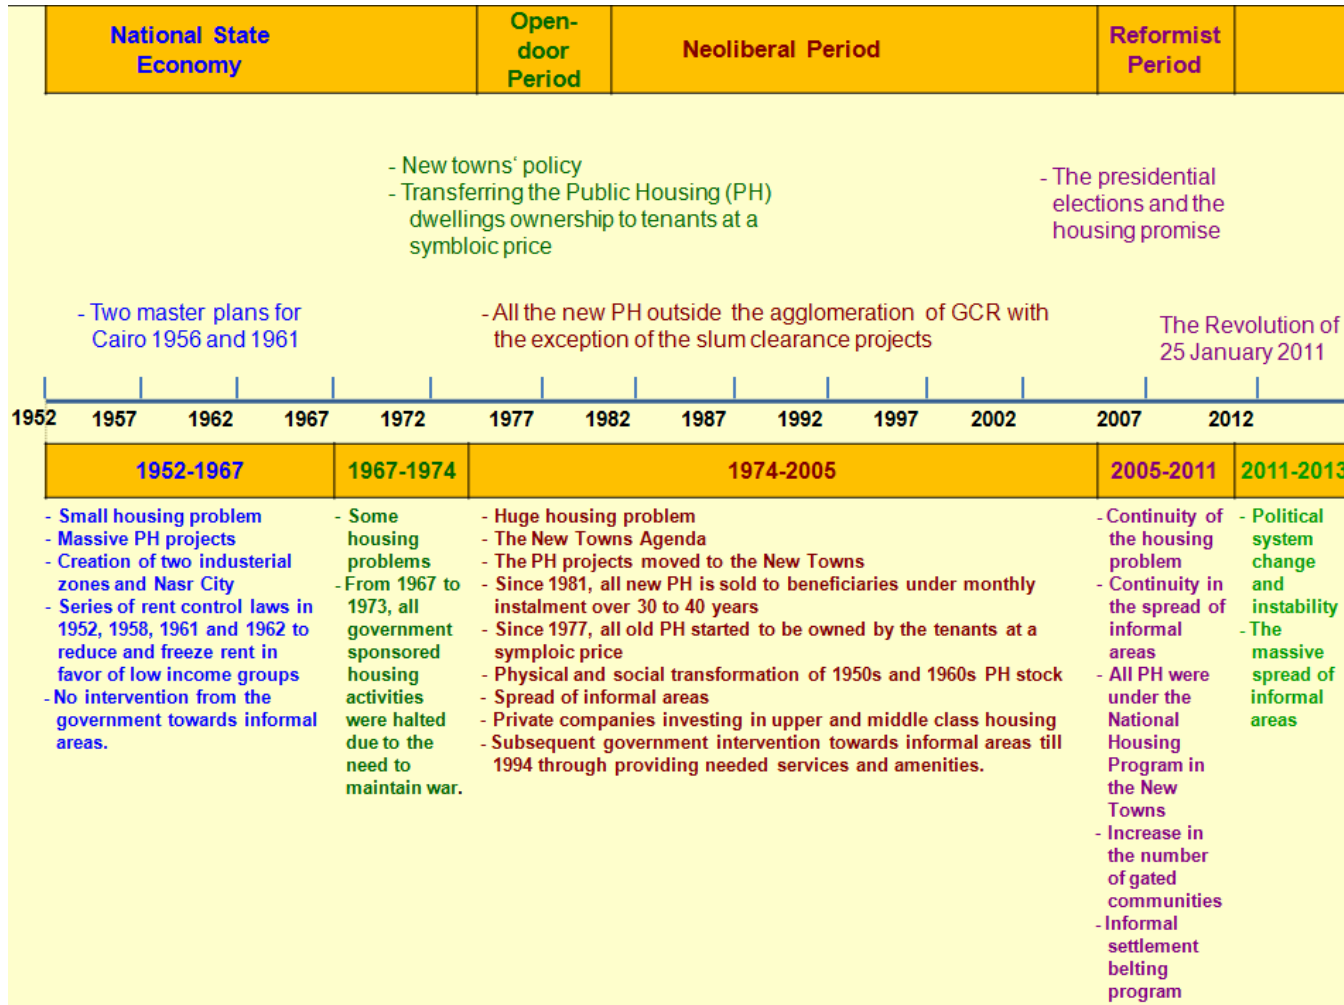 National State
Economy
Open-
door
Period
Neoliberal Period
Reformist
Period
- New towns‘ policy
- Transferring the Public Housing (PH)
dwellings ownership to tenants at a
symbloic price
- The presidential
elections and the
housing promise
- Two master plans for
Cairo 1956 and 1961
- All the new PH outside the agglomeration of GCR with
the exception of the slum clearance projects
The Revolution of
25 January 2011
1952 1957 1962 1967 1972 1977 1982 1987 1992 1997 2002 2007 2012
1952-1967
1967-1974
1974-2005
2005-2011
2011-2013
- Small housing problem
- Massive PH projects
- Creation of two industerial
zones and Nasr City
- Series of rent control laws in
1952, 1958, 1961 and 1962 to
reduce and freeze rent in
favor of low income groups
- No intervention from the
government towards informal
areas.
- Some
housing
problems
- From 1967 to
1973, all
government
sponsored
housing
activities
were halted
due to the
need to
maintain war.
- Huge housing problem
- The New Towns Agenda
- The PH projects moved to the New Towns
- Since 1981, all new PH is sold to beneficiaries under monthly
instalment over 30 to 40 years
- Since 1977, all old PH started to be owned by the tenants at a
symploic price
- Physical and social transformation of 1950s and 1960s PH stock
- Spread of informal areas
- Private companies investing in upper and middle class housing
- Subsequent government intervention towards informal areas till
1994 through providing needed services and amenities.
- Continuity of
the housing
problem
- Continuity in
the spread of
informal
areas
- All PH were
under the
National
Housing
Program in
the New
Towns
- Increase in
the number
of gated
communities
- Informal
settlement
belting
program
- Political
system
change
and
instability
- The
massive
spread of
informal
areas